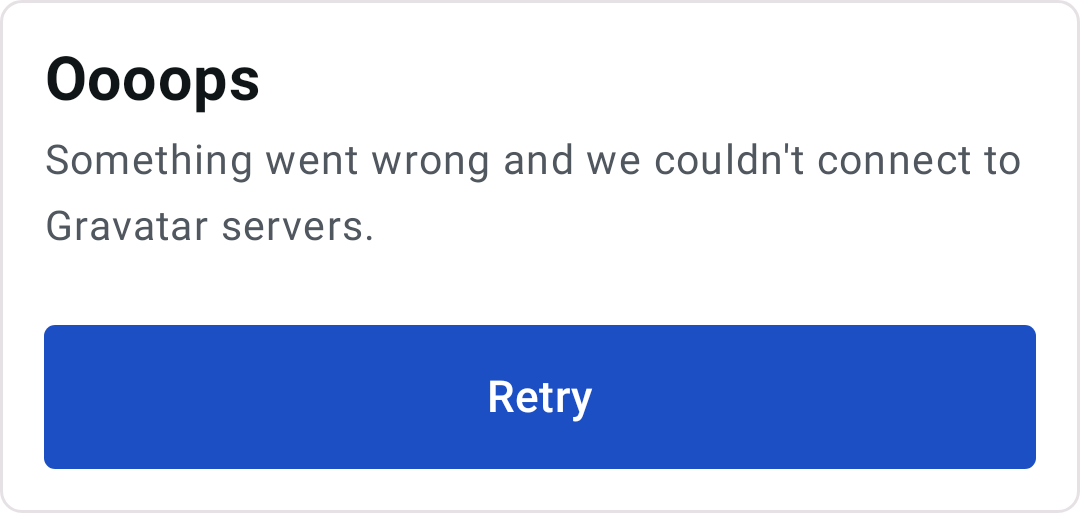 Oooops
Something went wrong and we couldn't connect to
Gravatar servers.
Retry